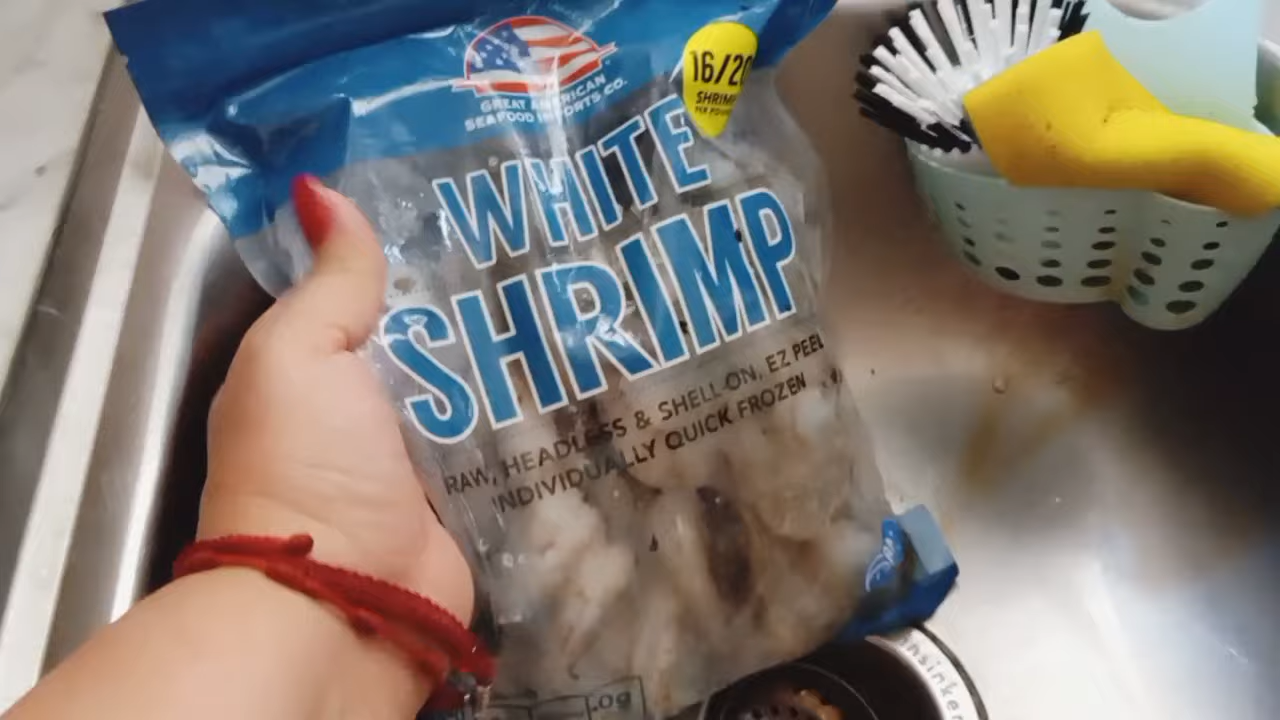 GREAT AMERICAN
SEAFOOD IMPORTS CO.
16/20
SHRIMP
PER POUND
WHITE
SHRIMP
RAW, HEADLESS & SHELL-ON, EZ PEEL
INDIVIDUALLY QUICK FROZEN